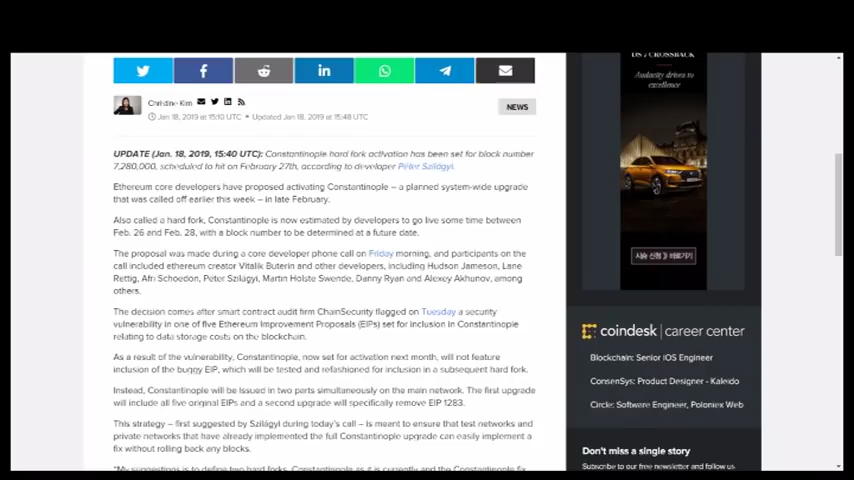 Christine Kim
NEWS
Jan 18, 2019 at 15:10 UTC • Updated Jan 18, 2019 at 15:48 UTC
UPDATE (Jan. 18, 2019, 15:40 UTC): Constantinople hard fork activation has been set for block number
7,280,000, scheduled to hit on February 27th, according to developer Péter Szilágyi.
Ethereum core developers have proposed activating Constantinople – a planned system-wide upgrade
that was called off earlier this week – in late February.
Also called a hard fork, Constantinople is now estimated by developers to go live some time between
Feb. 26 and Feb. 28, with a block number to be determined at a future date.
The proposal was made during a core developer phone call on Friday morning, and participants on the
call included ethereum creator Vitalik Buterin and other developers, including Hudson Jameson, Lane
Rettig, Afri Schoedon, Péter Szilágyi, Martin Holste Swende, Danny Ryan and Alexey Akhunov, among
others.
The decision comes after smart contract audit firm ChainSecurity flagged on Tuesday a security
vulnerability in one of five Ethereum Improvement Proposals (EIPs) set for inclusion in Constantinople
relating to data storage costs on the blockchain.
As a result of the vulnerability, Constantinople, now set for activation next month, will not feature
inclusion of the buggy EIP, which will be tested and refashioned for inclusion in a subsequent hard fork.
Instead, Constantinople will be issued in two parts simultaneously on the main network. The first upgrade
will include all five original EIPs and a second upgrade will specifically remove EIP 1283.
This strategy – first suggested by Szilágyi during today's call – is meant to ensure that test networks and
private networks that have already implemented the full Constantinople upgrade can easily implement a
fix without rolling back any blocks.
"My suggestions is to define two hard forks, Constantinople as it is currently and the Constantinople fix
DS 7 CROSSBACK
Audacity driven to
excellence
시승 신청 바로가기
coindesk | career center
Blockchain: Senior iOS Engineer
ConsenSys: Product Designer - Kaleido
Circle: Software Engineer, Poloniex Web
Don't miss a single story
Subscribe to our free newsletter and follow us